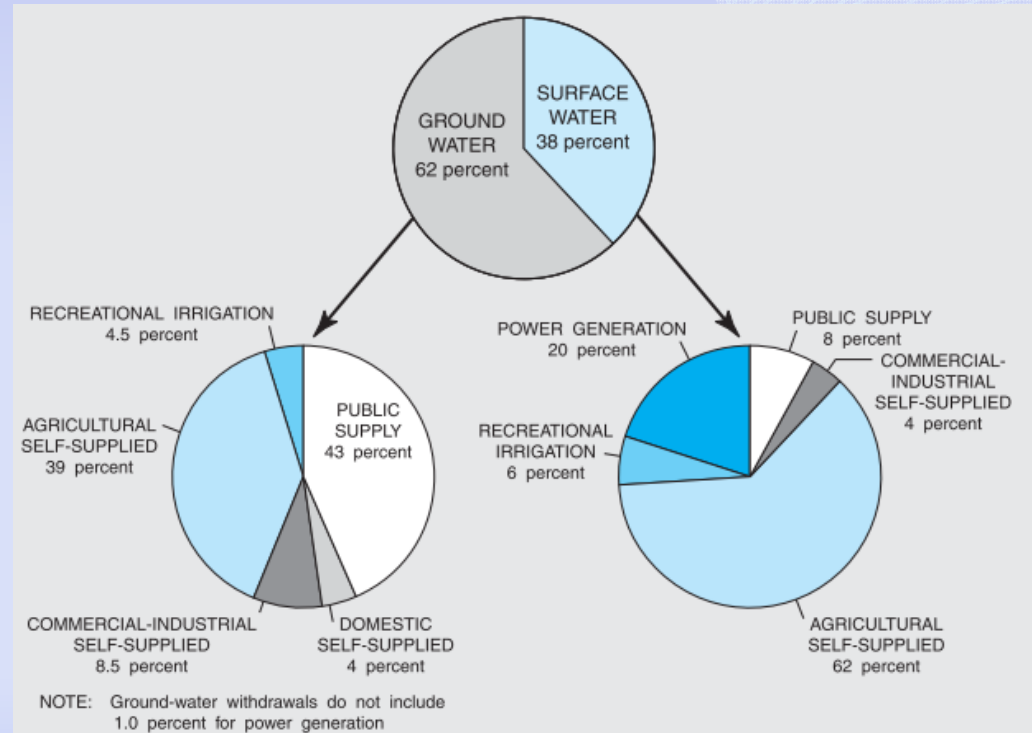 GROUND
WATER
62 percent
SURFACE
WATER
38 percent
RECREATIONAL IRRIGATION
4.5 percent
AGRICULTURAL
SELF-SUPPLIED
39 percent
PUBLIC
SUPPLY
43 percent
COMMERCIAL-INDUSTRIAL
SELF-SUPPLIED
8.5 percent
DOMESTIC
SELF-SUPPLIED
4 percent
POWER GENERATION
20 percent
PUBLIC SUPPLY
8 percent
COMMERCIAL-
INDUSTRIAL
SELF-SUPPLIED
4 percent
RECREATIONAL
IRRIGATION
6 percent
AGRICULTURAL
SELF-SUPPLIED
62 percent
NOTE: Ground-water withdrawals do not include
1.0 percent for power generation